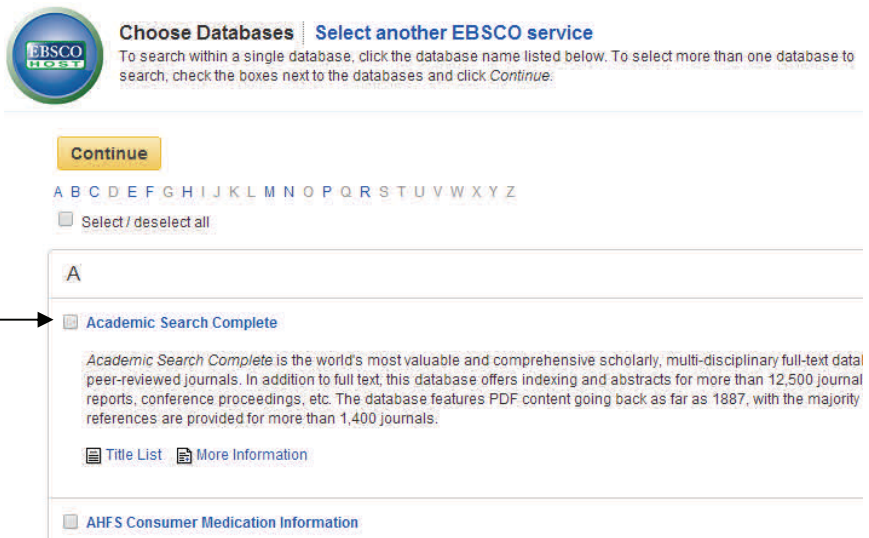 EBSCO
HOST
Choose Databases Select another EBSCO service
To search within a single database, click the database name listed below. To select more than one database to
search, check the boxes next to the databases and click Continue.
Continue
A B C D E F G H I J K L M N O P Q R S T U V W X Y Z
Select / deselect all
A
Academic Search Complete
Academic Search Complete is the world's most valuable and comprehensive scholarly, multi-disciplinary full-text
peer-reviewed journals. In addition to full text, this database offers indexing and abstracts for more than 12,500
reports, conference proceedings, etc. The database features PDF content going back as far as 1887, with the majority
references are provided for more than 1,400 journals.
Title List More Information
AHFS Consumer Medication Information